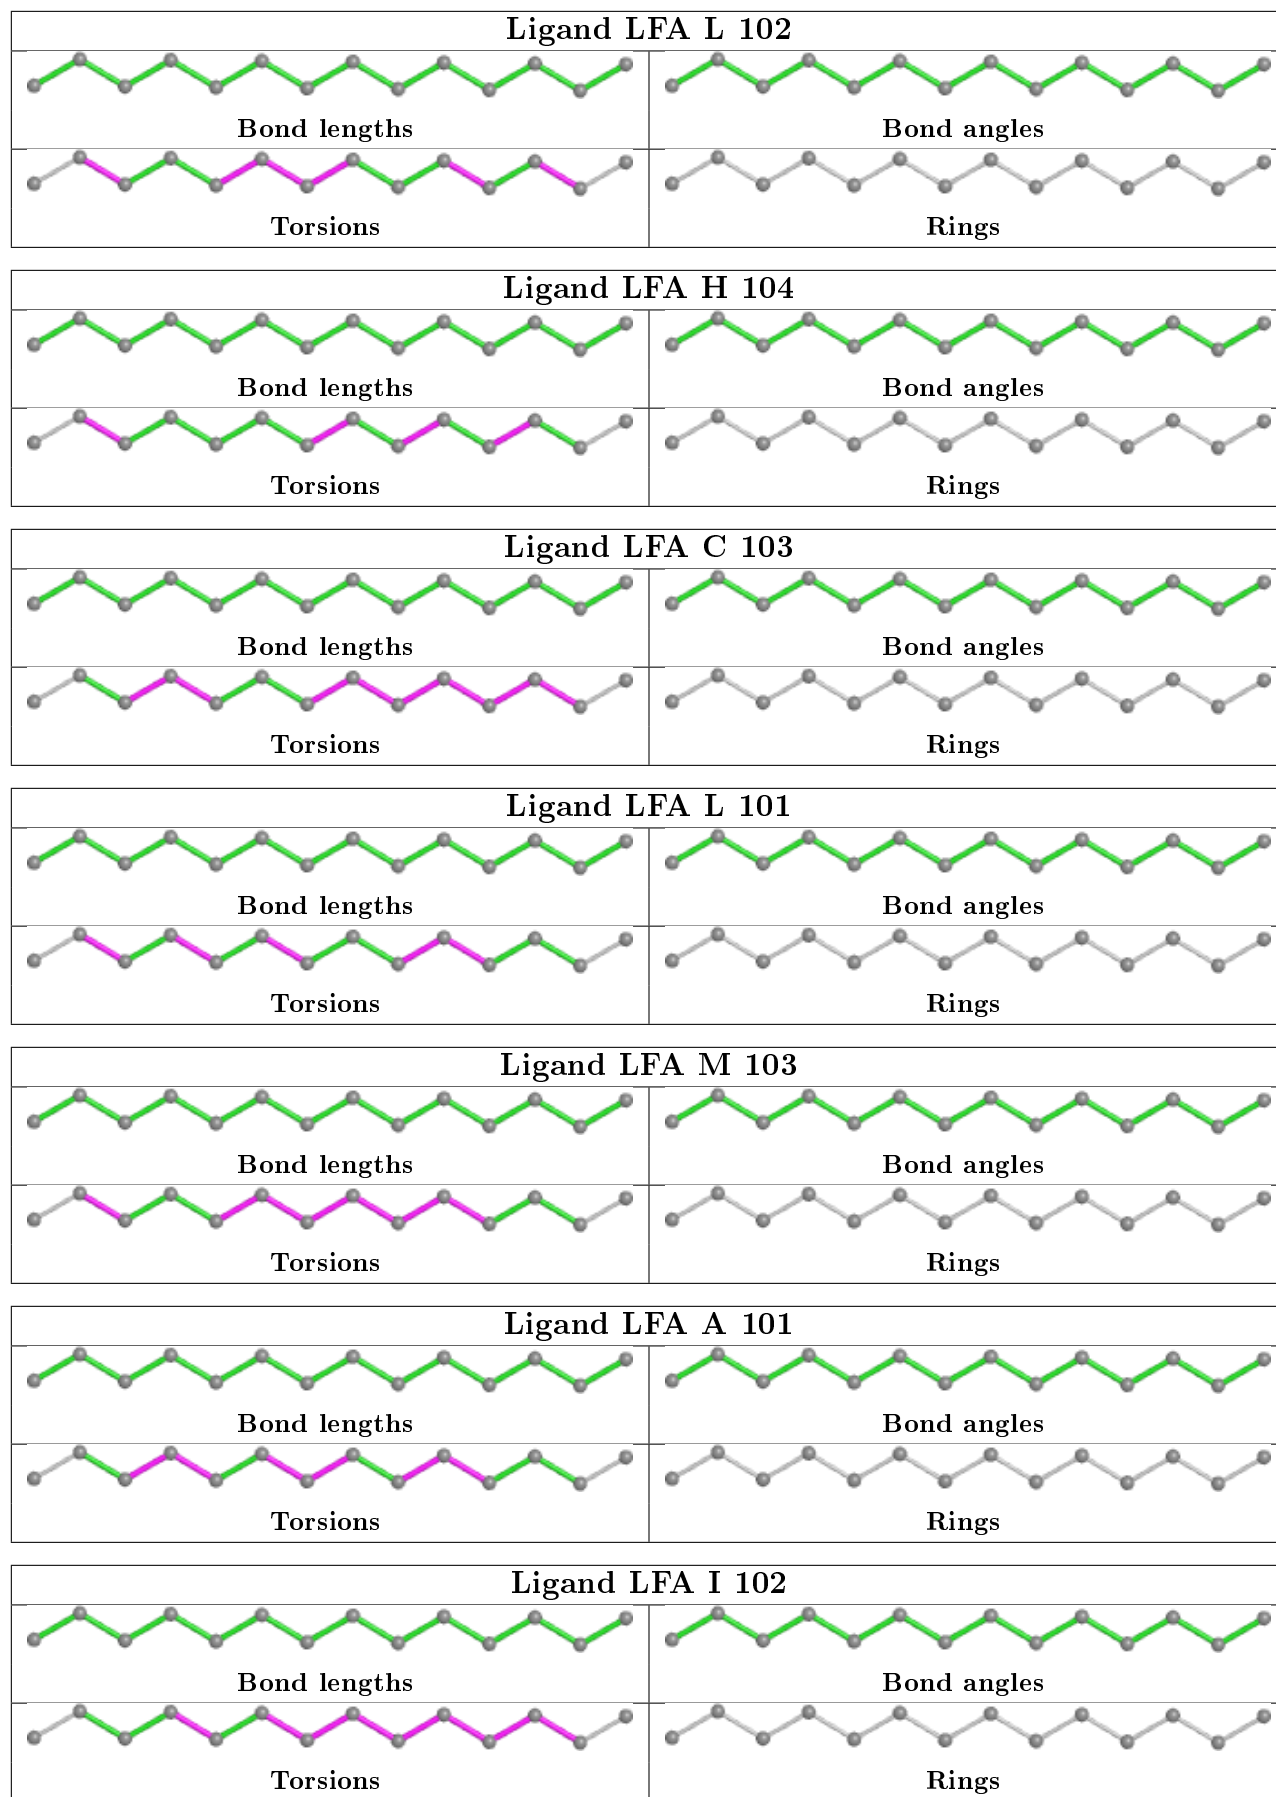 Ligand LFA L 102
Bond lengths
Bond angles
Torsions
Rings
Ligand LFA H 104
Bond lengths
Bond angles
Torsions
Rings
Ligand LFA C 103
Bond lengths
Bond angles
Torsions
Rings
Ligand LFA L 101
Bond lengths
Bond angles
Torsions
Rings
Ligand LFA M 103
Bond lengths
Bond angles
Torsions
Rings
Ligand LFA A 101
Bond lengths
Bond angles
Torsions
Rings
Ligand LFA I 102
Bond lengths
Bond angles
Torsions
Rings